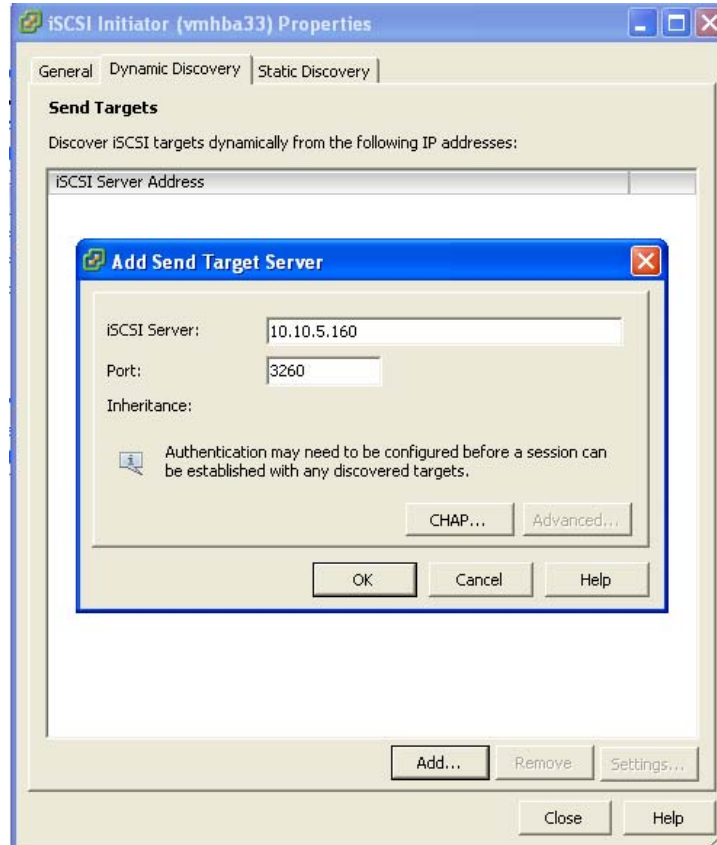 iSCSI Initiator (vmhba33) Properties
General Dynamic Discovery Static Discovery
Send Targets
Discover iSCSI targets dynamically from the following IP addresses:
iSCSI Server Address
Add Send Target Server
iSCSI Server: 10.10.5.160
Port: 3260
Inheritance:
Authentication may need to be configured before a session can
be established with any discovered targets.
CHAP... Advanced...
OK Cancel Help
Add... Remove Settings...
Close Help